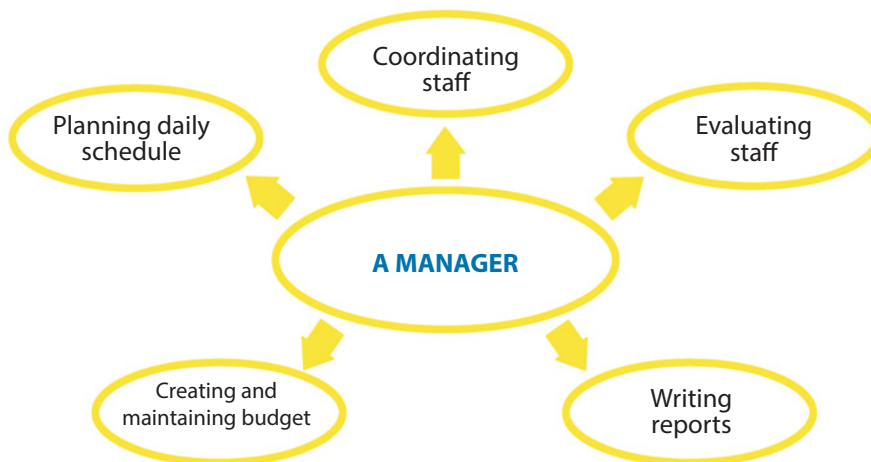 Coordinating
staff
Planning daily
schedule
Evaluating
staff
A MANAGER
Creating and
maintaining budget
Writing
reports